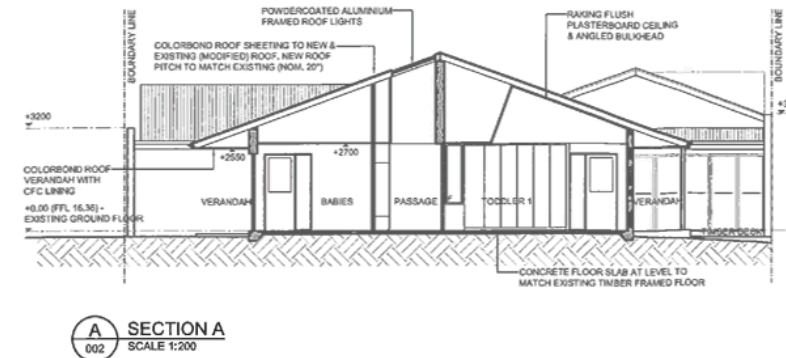 POWDERCOATED ALUMINIUM
FRAMED ROOF LIGHTS
RAKING FLUSH
PLASTERBOARD CEILING
& ANGLED BULKHEAD
BOUNDARY LINE
BOUNDARY LINE
COLORBOND ROOF SHEETING TO NEW &
EXISTING (MODIFIED) ROOF. NEW ROOF
PITCH TO MATCH EXISTING (NOM. 20°)
+3200
+2550
+2700
COLORBOND ROOF
VERANDAH WITH
CFC LINING
+0.00 (FFL 16.36) -
EXISTING GROUND FLOOR
VERANDAH
BABIES
PASSAGE
TODDLER 1
VERANDAH
TIMBER DECK
CONCRETE FLOOR SLAB AT LEVEL TO
MATCH EXISTING TIMBER FRAMED FLOOR
A
002
SECTION A
SCALE 1:200